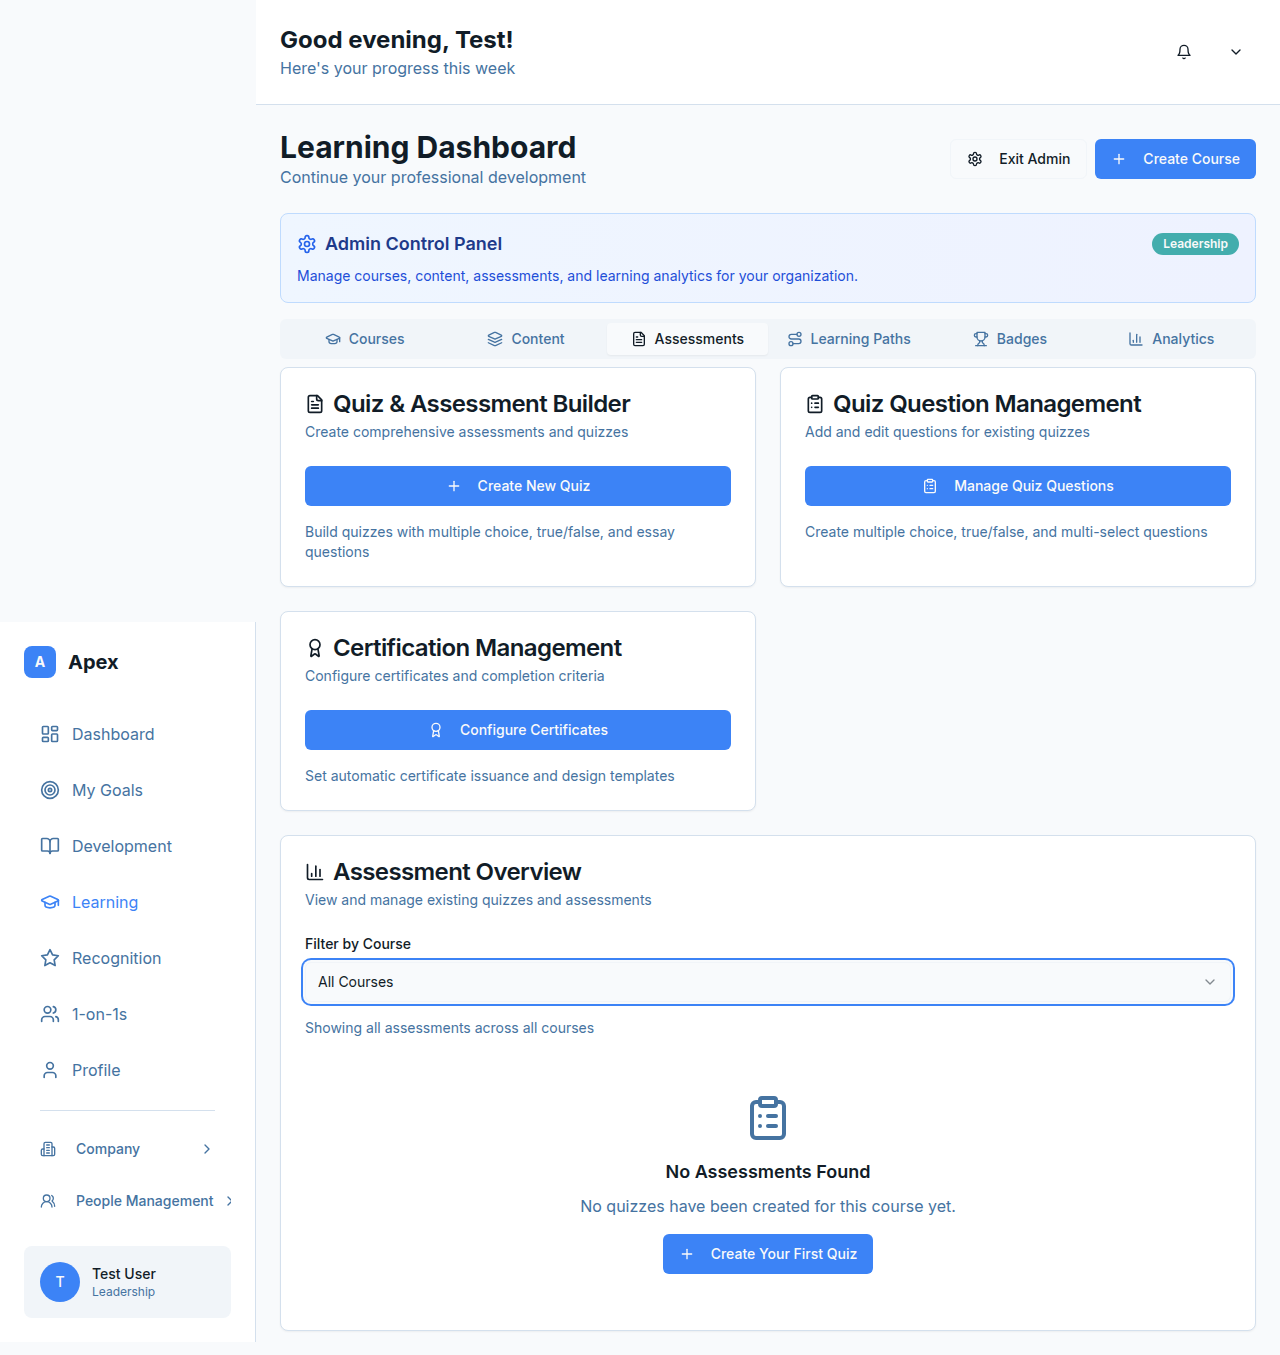 Good evening, Test!
Here's your progress this week
Learning Dashboard
Continue your professional development
Exit Admin
Create Course
Admin Control Panel
Leadership
Manage courses, content, assessments, and learning analytics for your organization.
Courses
Content
Assessments
Learning Paths
Badges
Analytics
Quiz & Assessment Builder
Create comprehensive assessments and quizzes
Create New Quiz
Build quizzes with multiple choice, true/false, and essay
questions
Quiz Question Management
Add and edit questions for existing quizzes
Manage Quiz Questions
Create multiple choice, true/false, and multi-select questions
Certification Management
Configure certificates and completion criteria
Configure Certificates
Set automatic certificate issuance and design templates
Assessment Overview
View and manage existing quizzes and assessments
Filter by Course
All Courses
Showing all assessments across all courses
No Assessments Found
No quizzes have been created for this course yet.
Create Your First Quiz
A
Apex
Dashboard
My Goals
Development
Learning
Recognition
1-on-1s
Profile
Company
People Management
T
Test User
Leadership